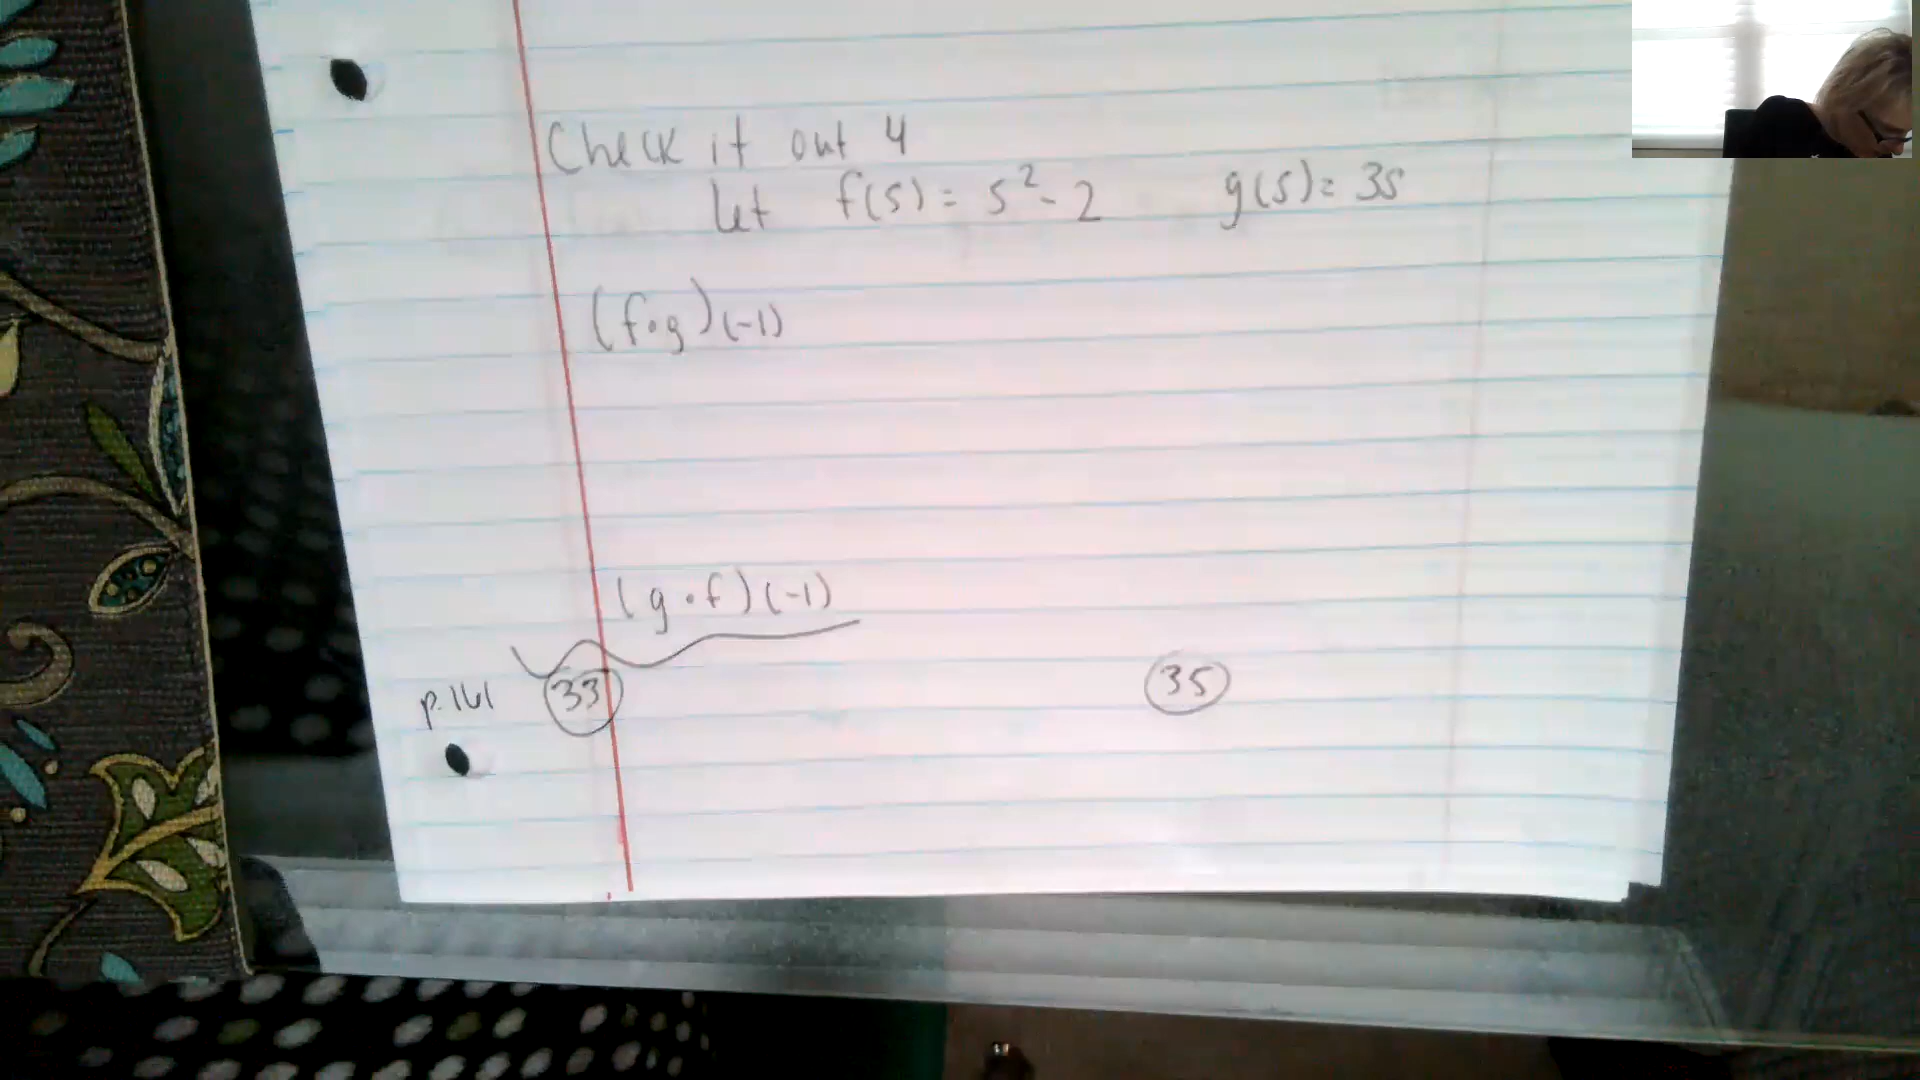 Check it out 4
let f(s) = s² - 2 g(s) = 3s
(f∘g)(-1)
(g∘f)(-1)
p. 161 33 35